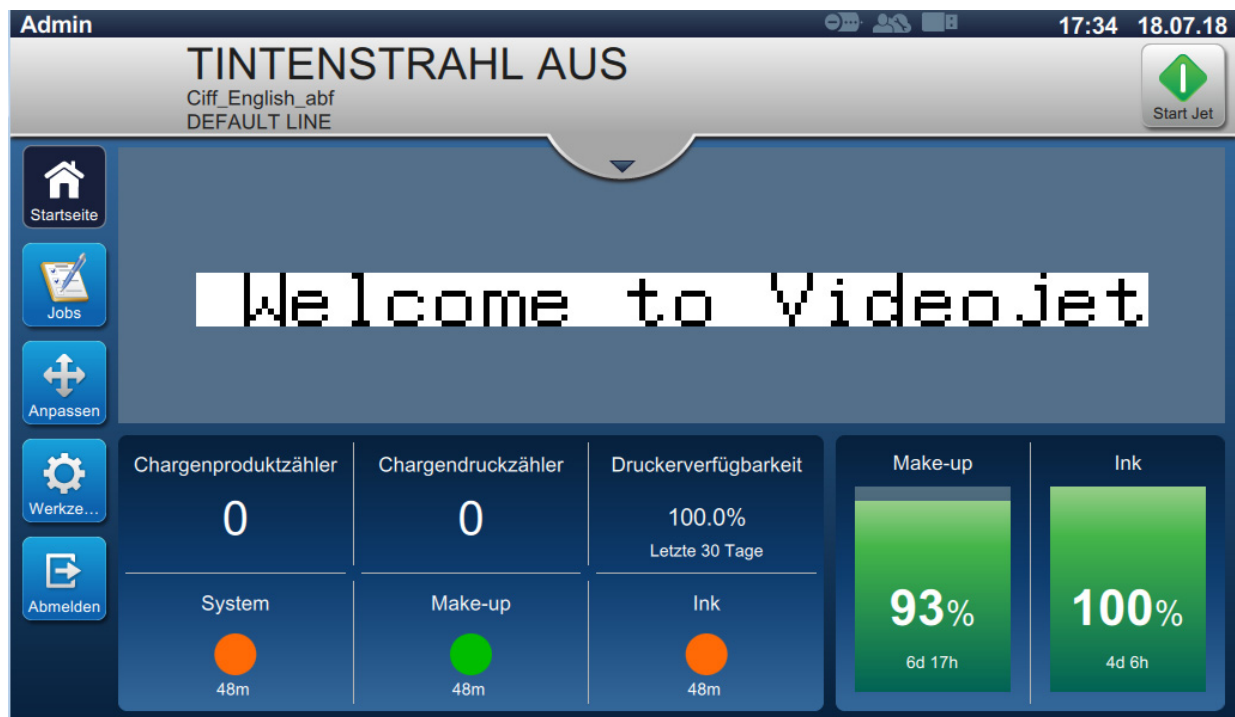 Admin
17:34 18.07.18
TINTENSTRAHL AUS
Ciff_English_abf
DEFAULT LINE
Start Jet
Startseite
Jobs
Anpassen
Werkze...
Abmelden
Welcome to Videojet
Chargenproduktzähler
0
Chargendruckzähler
0
Druckerverfügbarkeit
100.0%
Letzte 30 Tage
System
48m
Make-up
48m
Ink
48m
Make-up
93%
6d 17h
Ink
100%
4d 6h